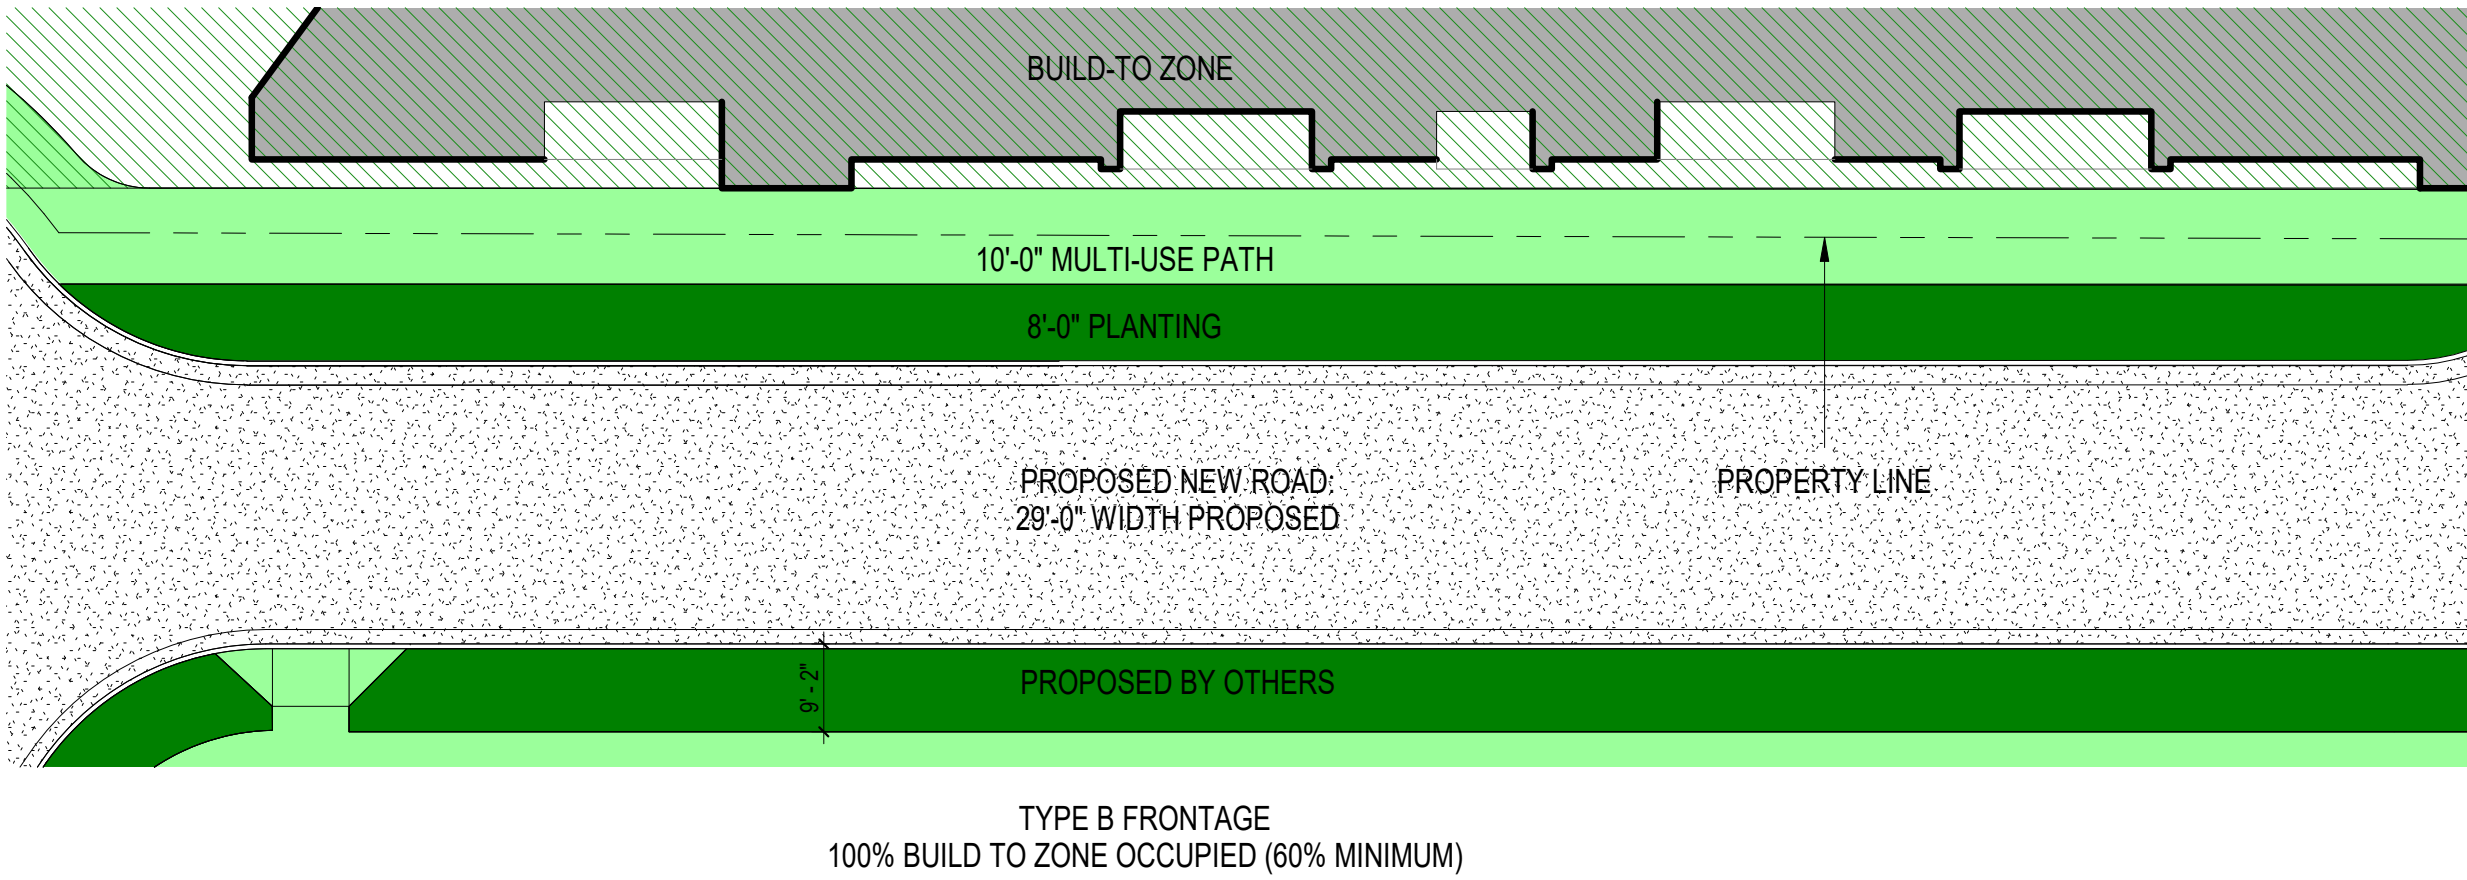 BUILD-TO ZONE
10'-0" MULTI-USE PATH
8'-0" PLANTING
PROPOSED NEW ROAD:
29'-0" WIDTH PROPOSED
PROPERTY LINE
9' - 2"
PROPOSED BY OTHERS
TYPE B FRONTAGE
100% BUILD TO ZONE OCCUPIED (60% MINIMUM)